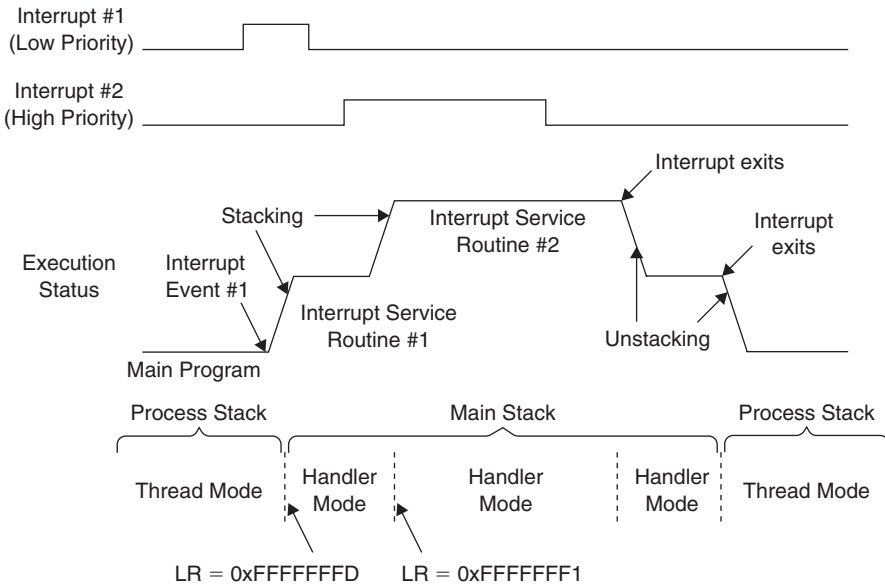 Interrupt #1
(Low Priority)
Interrupt #2
(High Priority)
Interrupt exits
Stacking
Interrupt Service
Routine #2
Interrupt
exits
Execution
Status
Interrupt
Event #1
Interrupt Service
Routine #1
Unstacking
Main Program
Process Stack
Main Stack
Process Stack
Thread Mode
Handler
Mode
Handler
Mode
Handler
Mode
Thread Mode
LR = 0xFFFFFFFD
LR = 0xFFFFFFF1